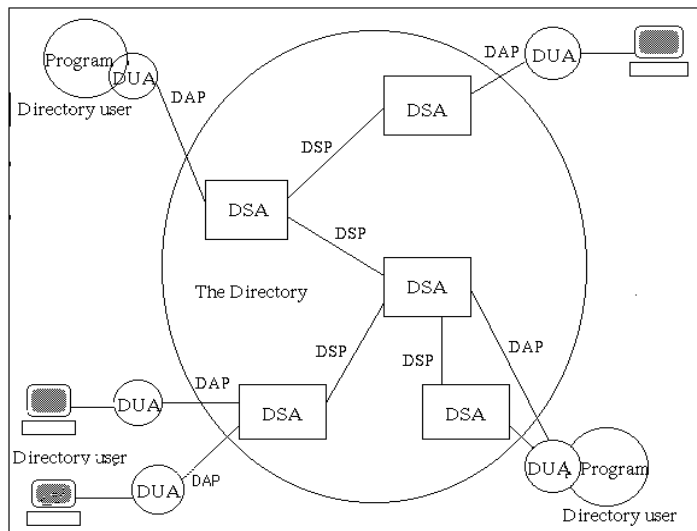 DAP
DUA
Program
DUA
DAP
Directory user
DSA
DSP
DSA
DSP
The Directory
DSA
DSP
DSP
DAP
DAP
DUA
DSA
DSA
Directory user
DUA
DAP
DUA
Program
Directory user